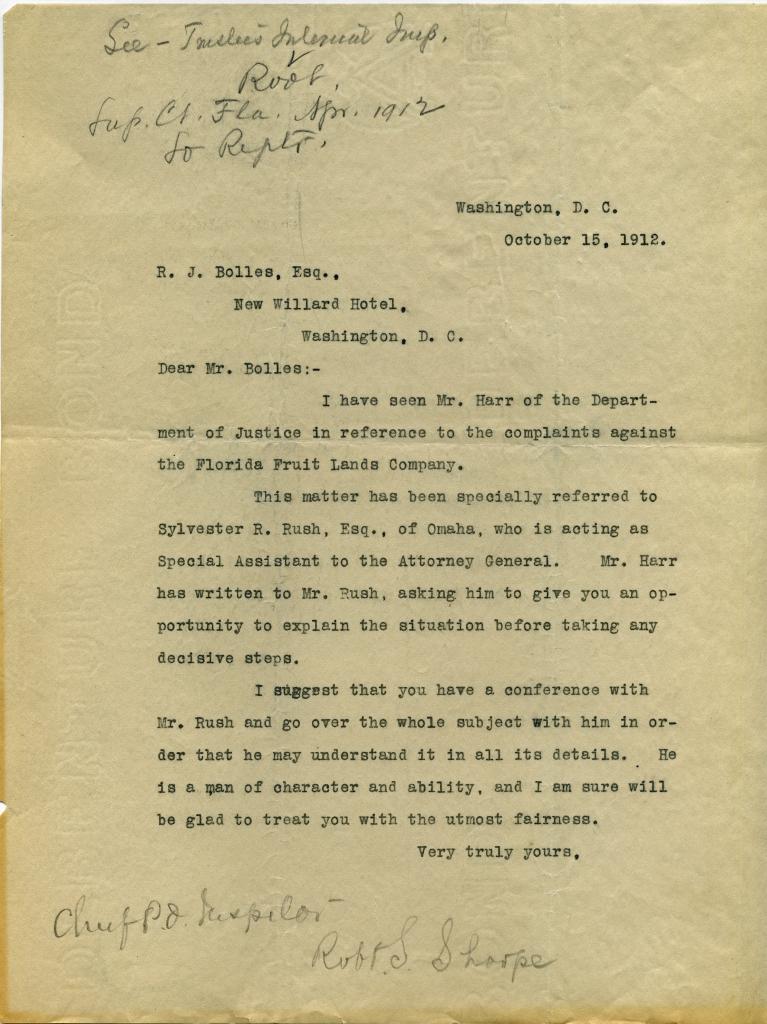 See - Trustees Internal Imp.
v
Root,
Sup. Ct. Fla. Apr. 1912
So Reptr.
Washington, D. C.
October 15, 1912.
R. J. Bolles, Esq.,
New Willard Hotel,
Washington, D. C.
Dear Mr. Bolles:-
I have seen Mr. Harr of the Depart-
ment of Justice in reference to the complaints against
the Florida Fruit Lands Company.
This matter has been specially referred to
Sylvester R. Rush, Esq., of Omaha, who is acting as
Special Assistant to the Attorney General. Mr. Harr
has written to Mr. Rush, asking him to give you an op-
portunity to explain the situation before taking any
decisive steps.
I suggest that you have a conference with
Mr. Rush and go over the whole subject with him in or-
der that he may understand it in all its details. He
is a man of character and ability, and I am sure will
be glad to treat you with the utmost fairness.
Very truly yours,
Chief P.O. Inspector
Robt. S. Sharpe